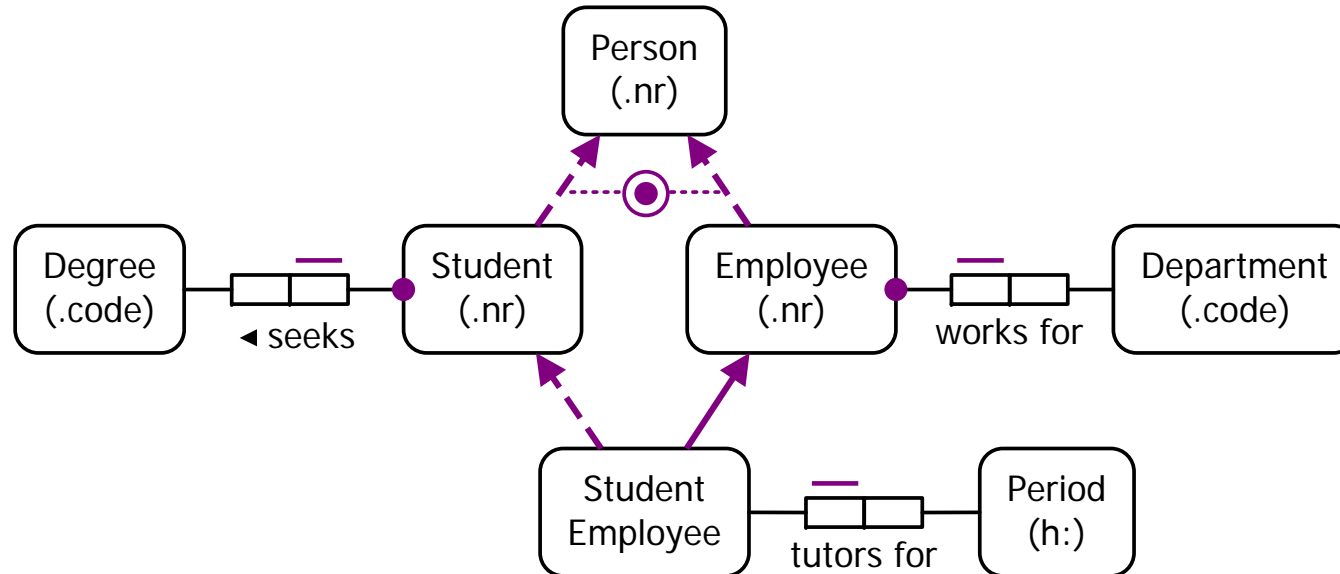 Person
(.nr)
Degree
(.code)
◄ seeks
Student
(.nr)
Employee
(.nr)
works for
Department
(.code)
Student
Employee
tutors for
Period
(h:)